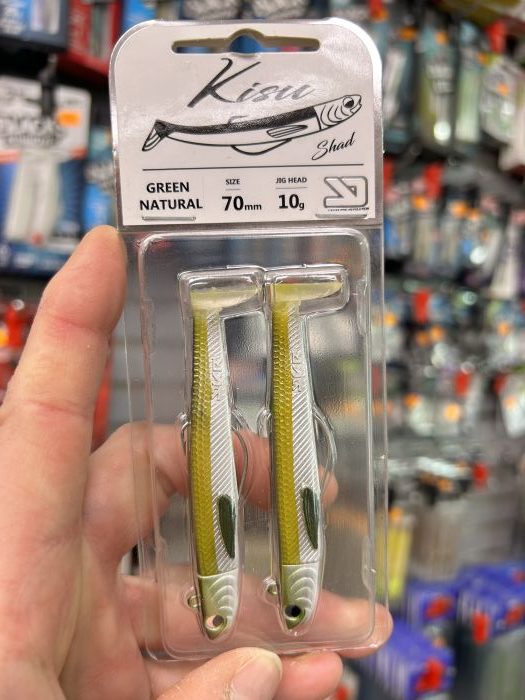 Kisu
Shad
GREEN
NATURAL
SIZE
70mm
JIG HEAD
10g